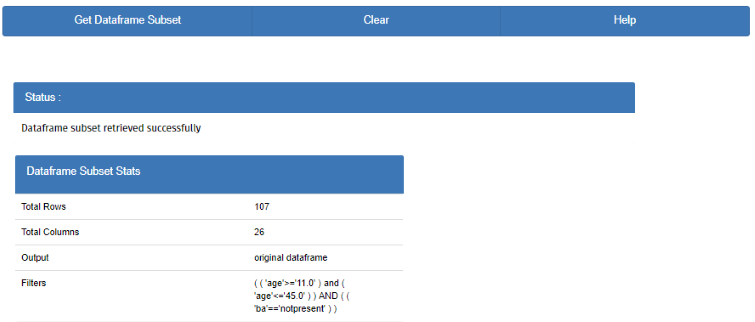 Get Dataframe Subset Clear Help
Status :
Dataframe subset retrieved successfully
Dataframe Subset Stats
Total Rows 107
Total Columns 26
Output original dataframe
Filters ( ( 'age'>='11.0' ) and (
'age'<='45.0' ) ) AND ( (
'ba'=='notpresent' ) )